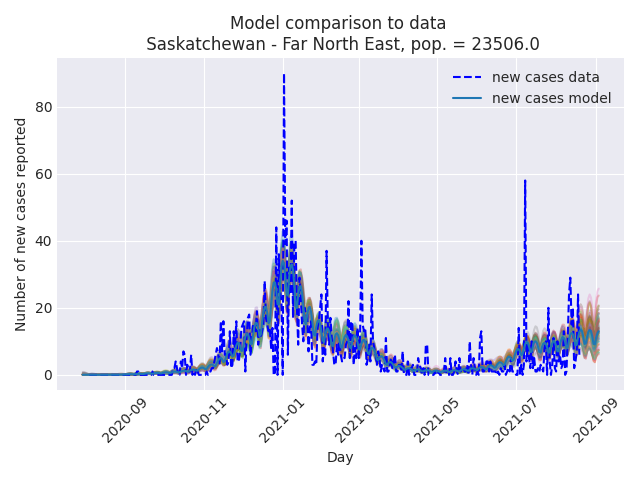 Model comparison to data
Saskatchewan - Far North East, pop. = 23506.0
new cases data
new cases model
Number of new cases reported
80
60
40
20
0
2020-09
2020-11
2021-01
2021-03
2021-05
2021-07
2021-09
Day